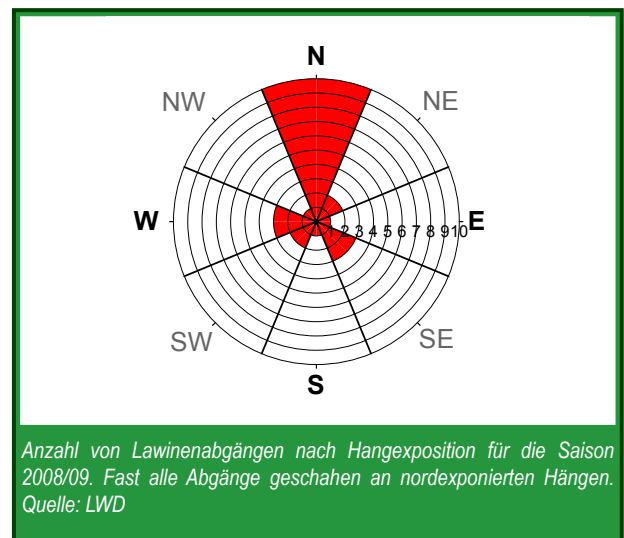 N
NW
NE
W
1 2 3 4 5 6 7 8 9 10
E
SW
SE
S
Anzahl von Lawinenabgängen nach Hangexposition für die Saison
2008/09. Fast alle Abgänge geschahen an nordexponierten Hängen.
Quelle: LWD